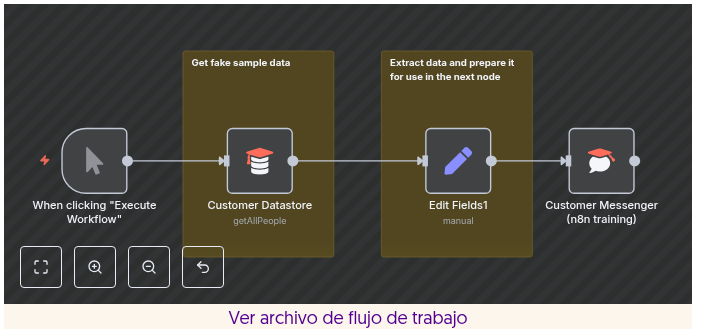 Get fake sample data
Extract data and prepare it
for use in the next node
When clicking "Execute
Workflow"
Customer Datastore
getAllPeople
Edit Fields1
manual
Customer Messenger
(n8n training)
Ver archivo de flujo de trabajo